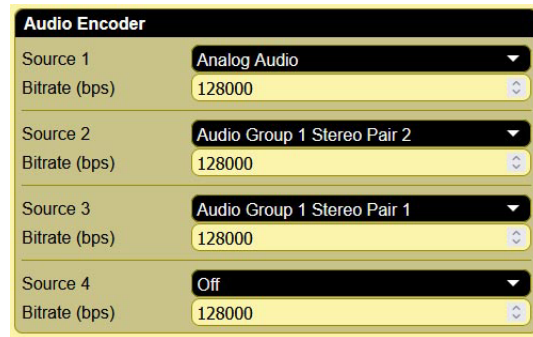 Audio Encoder
Source 1 Analog Audio
Bitrate (bps) 128000
Source 2 Audio Group 1 Stereo Pair 2
Bitrate (bps) 128000
Source 3 Audio Group 1 Stereo Pair 1
Bitrate (bps) 128000
Source 4 Off
Bitrate (bps) 128000